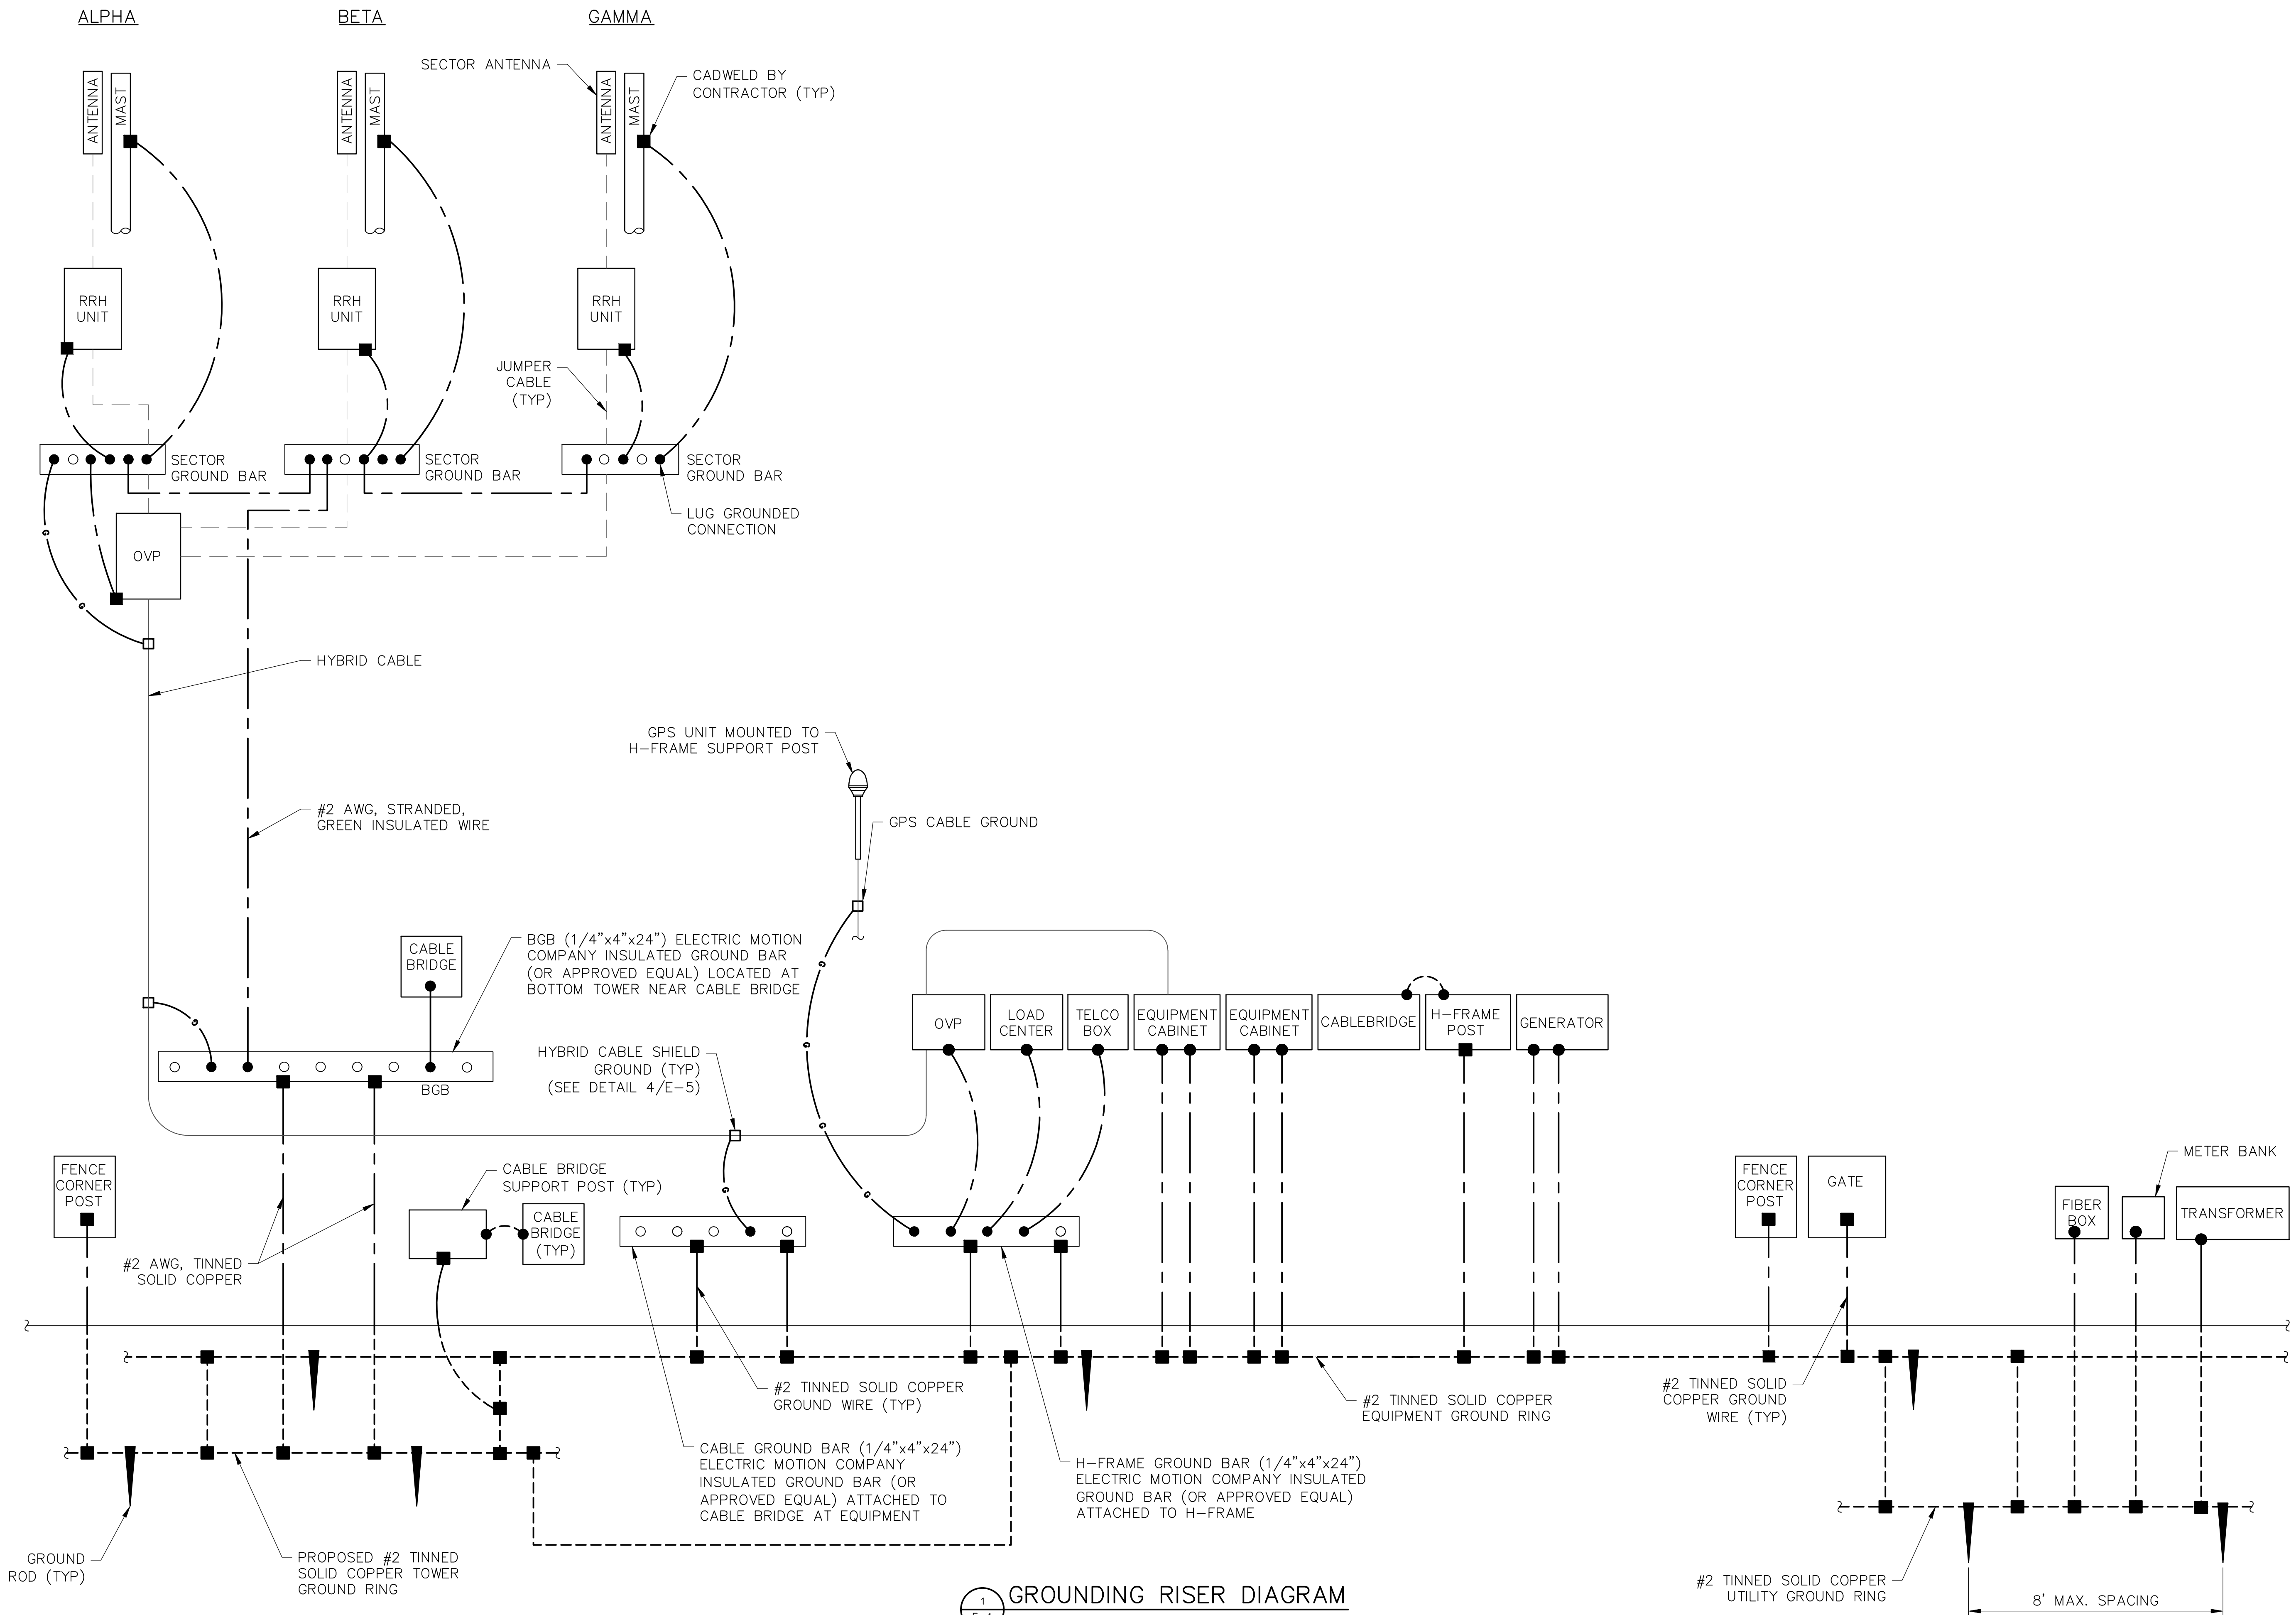 ALPHA
BETA
GAMMA
SECTOR ANTENNA
CADWELD BY
CONTRACTOR (TYP)
ANTENNA
MAST
ANTENNA
MAST
ANTENNA
MAST
RRH
UNIT
RRH
UNIT
RRH
UNIT
JUMPER
CABLE
(TYP)
SECTOR
GROUND BAR
SECTOR
GROUND BAR
SECTOR
GROUND BAR
LUG GROUNDED
CONNECTION
G
OVP
G
HYBRID CABLE
GPS UNIT MOUNTED TO
H-FRAME SUPPORT POST
#2 AWG, STRANDED,
GREEN INSULATED WIRE
GPS CABLE GROUND
CABLE
BRIDGE
BGB (1/4"x4"x24") ELECTRIC MOTION
COMPANY INSULATED GROUND BAR
(OR APPROVED EQUAL) LOCATED AT
BOTTOM TOWER NEAR CABLE BRIDGE
G
G
G
G
G
OVP
LOAD
CENTER
TELCO
BOX
EQUIPMENT
CABINET
EQUIPMENT
CABINET
CABLEBRIDGE
H-FRAME
POST
GENERATOR
HYBRID CABLE SHIELD
GROUND (TYP)
(SEE DETAIL 4/E-5)
BGB
G
FENCE
CORNER
POST
CABLE BRIDGE
SUPPORT POST (TYP)
CABLE
BRIDGE
(TYP)
#2 AWG, TINNED
SOLID COPPER
FENCE
CORNER
POST
GATE
METER BANK
FIBER
BOX
TRANSFORMER
#2 TINNED SOLID COPPER
GROUND WIRE (TYP)
#2 TINNED SOLID COPPER
EQUIPMENT GROUND RING
#2 TINNED SOLID
COPPER GROUND
WIRE (TYP)
CABLE GROUND BAR (1/4"x4"x24")
ELECTRIC MOTION COMPANY
INSULATED GROUND BAR (OR
APPROVED EQUAL) ATTACHED TO
CABLE BRIDGE AT EQUIPMENT
H-FRAME GROUND BAR (1/4"x4"x24")
ELECTRIC MOTION COMPANY INSULATED
GROUND BAR (OR APPROVED EQUAL)
ATTACHED TO H-FRAME
GROUND
ROD (TYP)
PROPOSED #2 TINNED
SOLID COPPER TOWER
GROUND RING
#2 TINNED SOLID COPPER
UTILITY GROUND RING
8' MAX. SPACING
1
GROUNDING RISER DIAGRAM